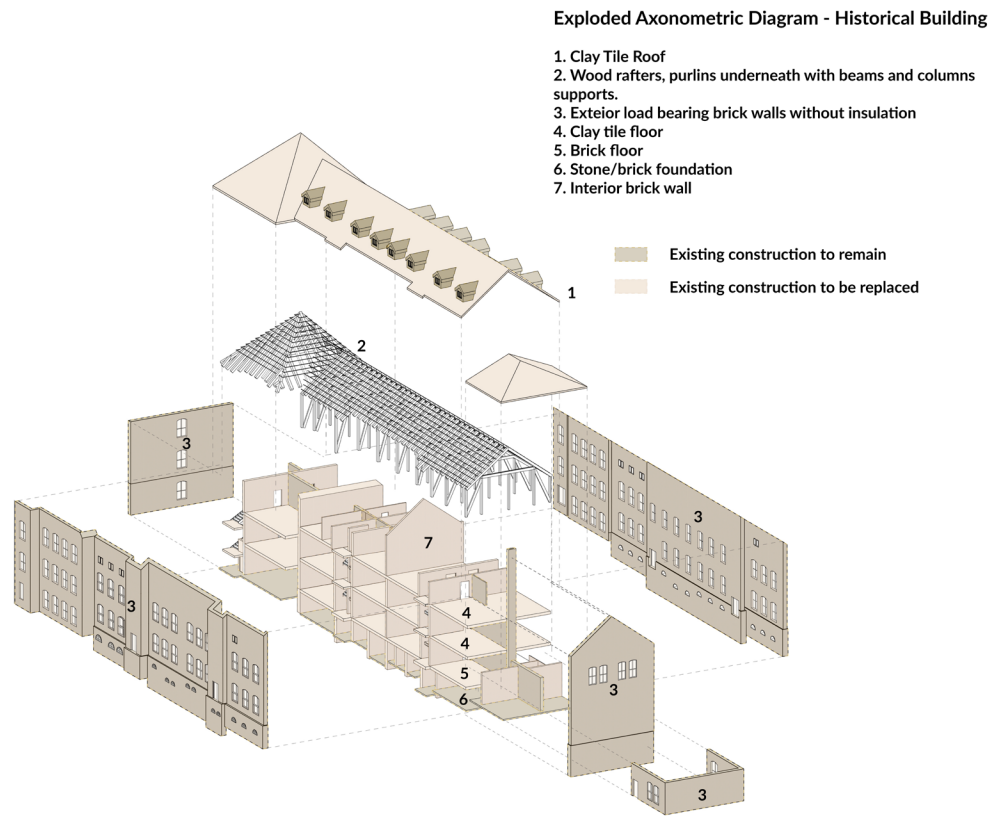 Exploded Axonometric Diagram - Historical Building
1. Clay Tile Roof
2. Wood rafters, purlins underneath with beams and columns
supports.
3. Exteior load bearing brick walls without insulation
4. Clay tile floor
5. Brick floor
6. Stone/brick foundation
7. Interior brick wall
Existing construction to remain
Existing construction to be replaced
1
2
3
3
7
3
4
4
5
6
3
3